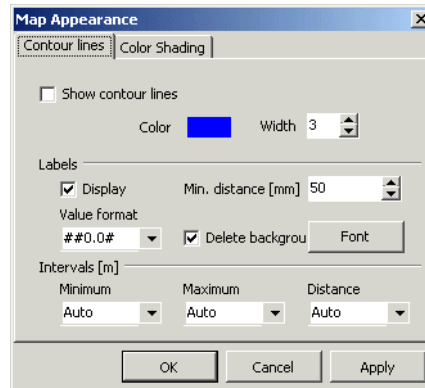 Map Appearance
Contour lines Color Shading
Show contour lines
Color Width 3
Labels
Display Min. distance [mm] 50
Value format
##0.0# Delete backgrou Font
Intervals [m]
Minimum Maximum Distance
Auto Auto Auto
OK Cancel Apply